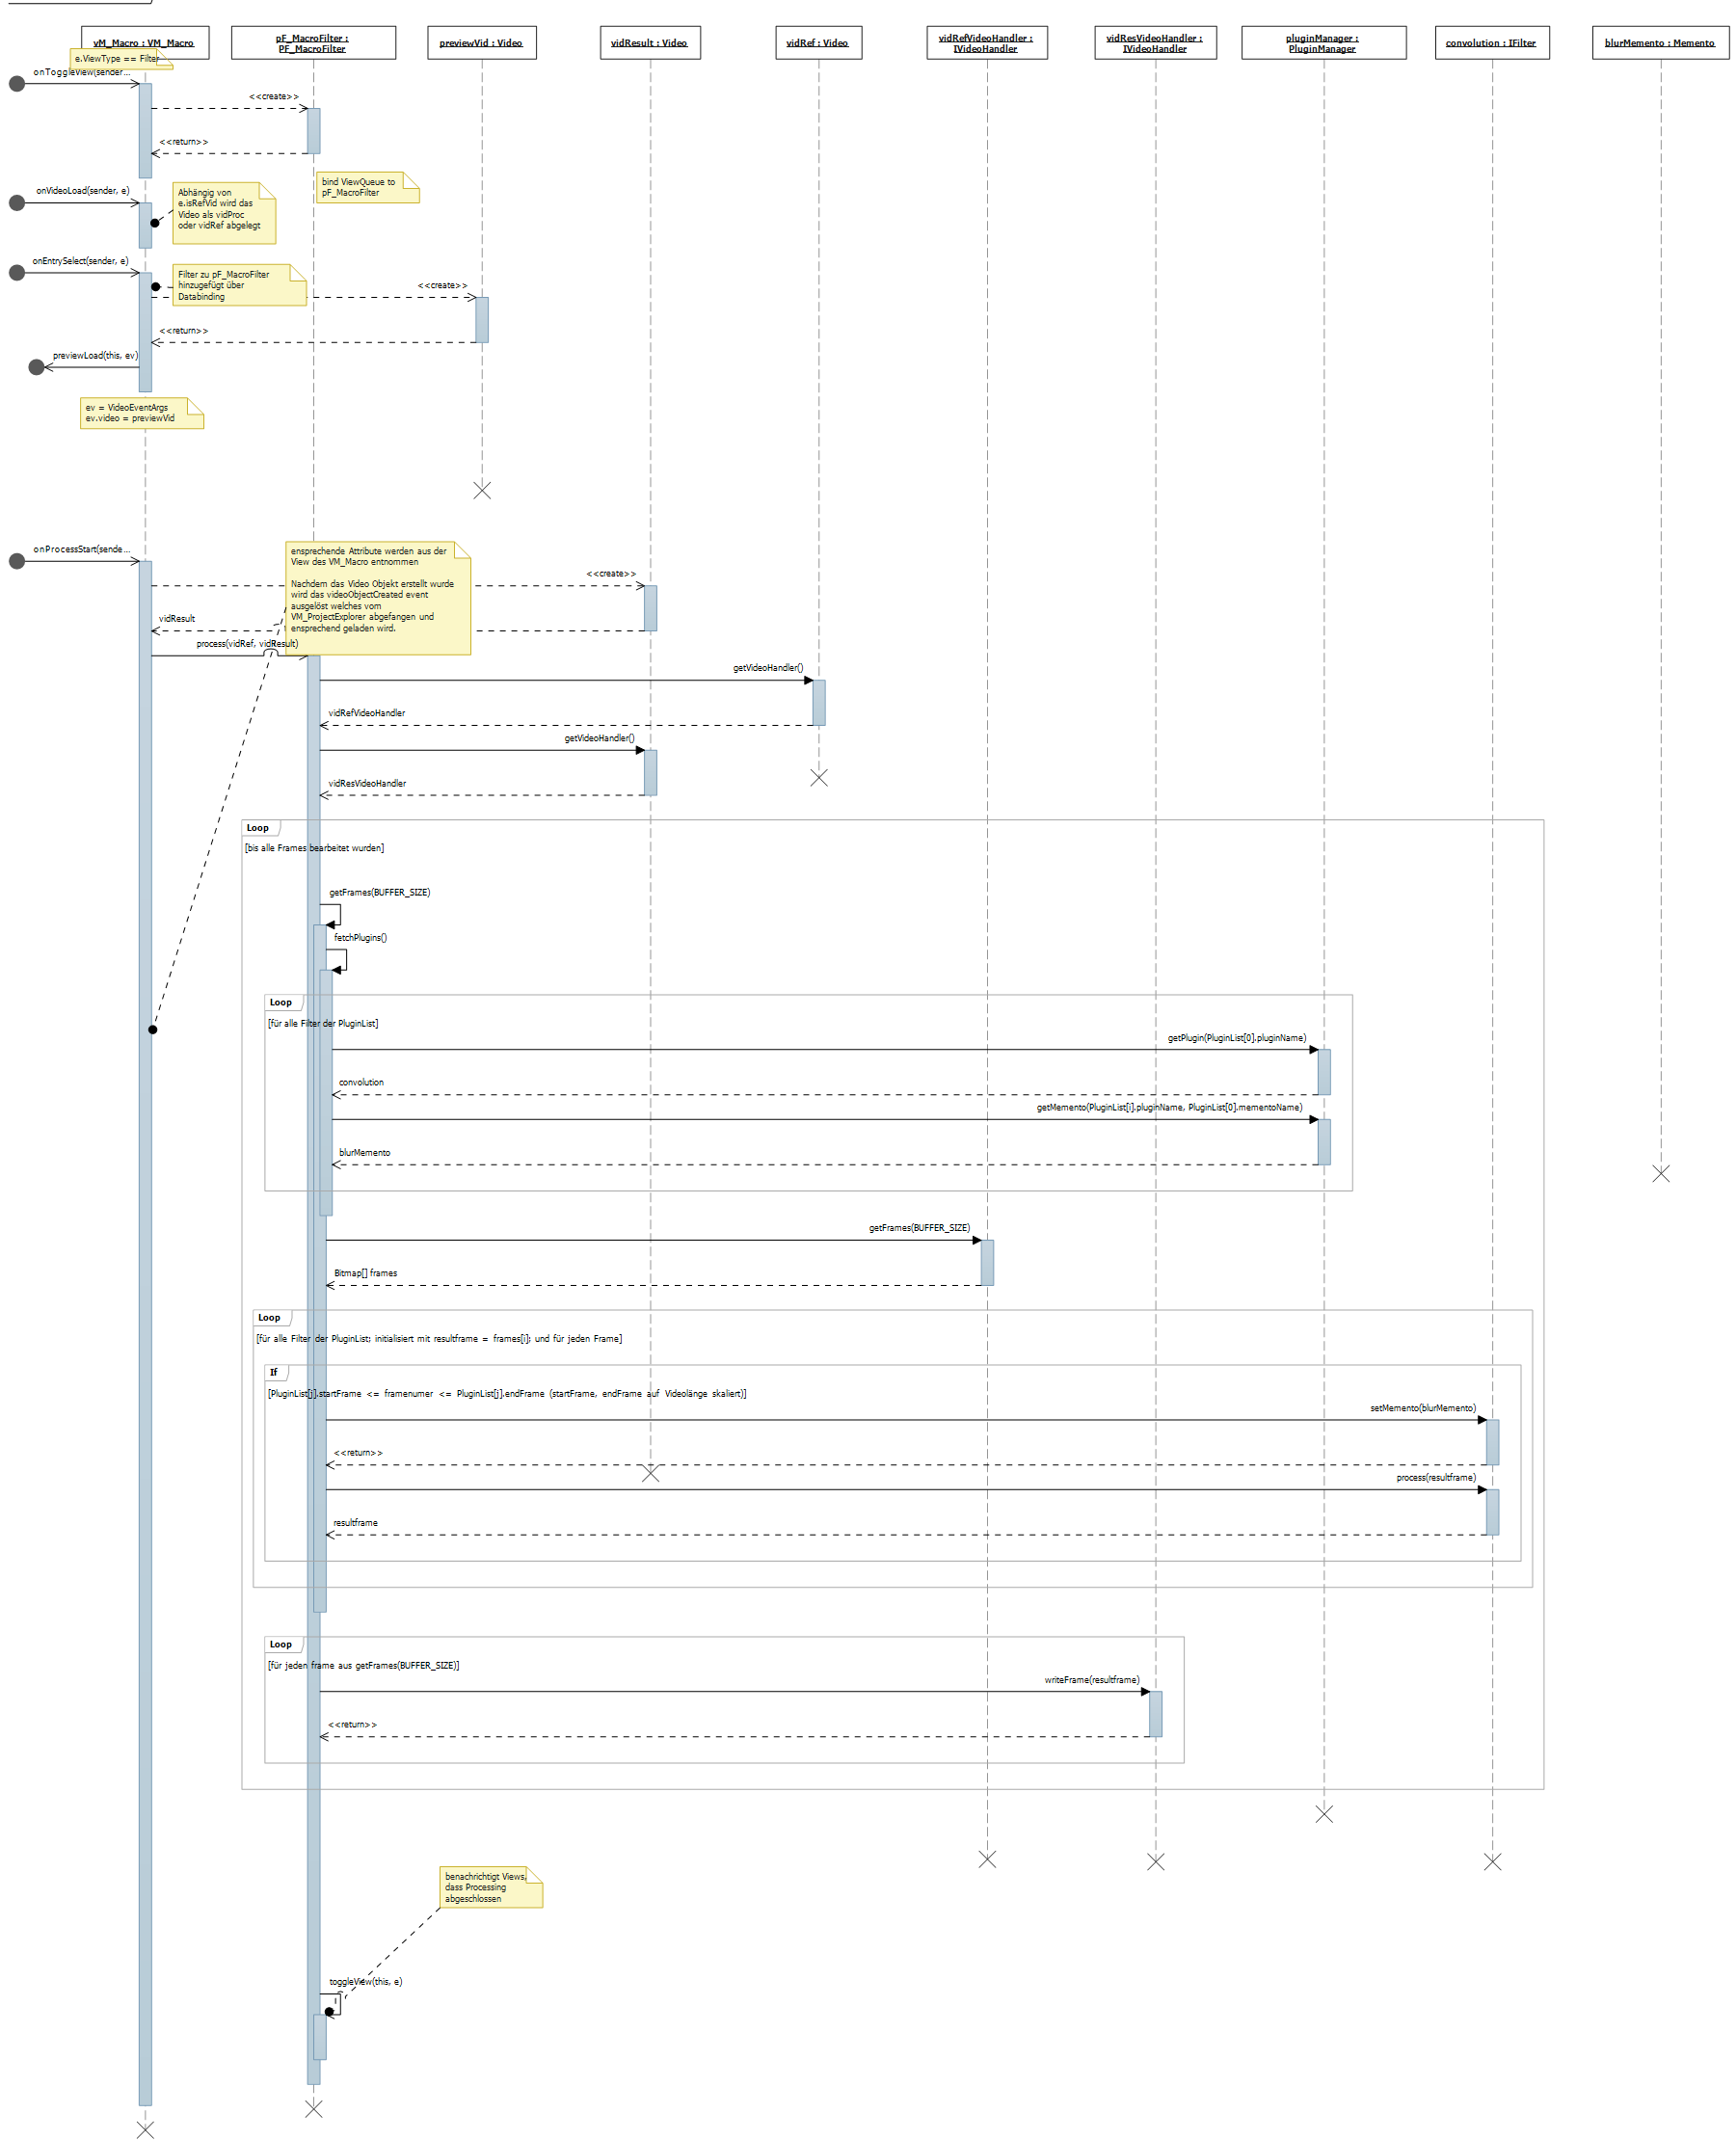 vM_Macro : VM_Macro
pF_MacroFilter :
PF_MacroFilter
previewVid : Video
vidResult : Video
vidRef : Video
vidRefVideoHandler :
IVideoHandler
vidResVideoHandler :
IVideoHandler
pluginManager :
PluginManager
convolution : IFilter
blurMemento : Memento
e.ViewType == Filter
onToggleView(sender...
<<create>>
<<return>>
bind ViewQueue to
pF_MacroFilter
onVideoLoad(sender, e)
Abhängig von
e.isRefVid wird das
Video als vidProc
oder vidRef abgelegt
onEntrySelect(sender, e)
Filter zu pF_MacroFilter
hinzugefügt über
Databinding
<<create>>
<<return>>
previewLoad(this, ev)
ev = VideoEventArgs
ev.video = previewVid
onProcessStart(sende...
ensprechende Attribute werden aus der
View des VM_Macro entnommen
Nachdem das Video Objekt erstellt wurde
wird das videoObjectCreated event
ausgelöst welches vom
VM_ProjectExplorer abgefangen und
ensprechend geladen wird.
<<create>>
vidResult
process(vidRef, vidResult)
getVideoHandler()
vidRefVideoHandler
getVideoHandler()
vidResVideoHandler
Loop
[bis alle Frames bearbeitet wurden]
getFrames(BUFFER_SIZE)
fetchPlugins()
Loop
[für alle Filter der PluginList]
getPlugin(PluginList[0].pluginName)
convolution
getMemento(PluginList[i].pluginName, PluginList[0].mementoName)
blurMemento
getFrames(BUFFER_SIZE)
Bitmap[] frames
Loop
[für alle Filter der PluginList; initialisiert mit resultframe = frames[i]; und für jeden Frame]
If
[PluginList[j].startFrame <= framenumer <= PluginList[j].endFrame (startFrame, endFrame auf Videolänge skaliert)]
setMemento(blurMemento)
<<return>>
process(resultframe)
resultframe
Loop
[für jeden frame aus getFrames(BUFFER_SIZE)]
writeFrame(resultframe)
<<return>>
benachrichtigt Views,
dass Processing
abgeschlossen
toggleView(this, e)